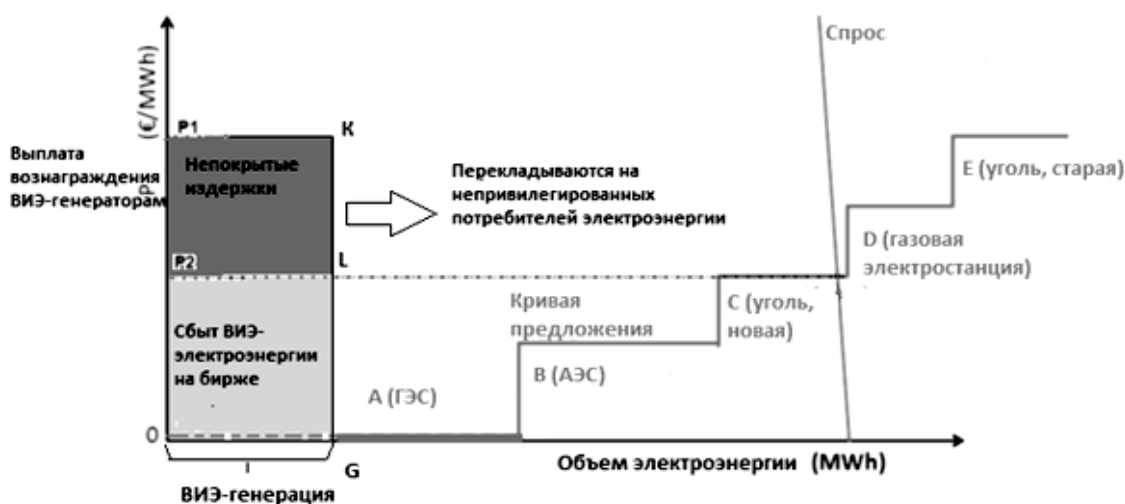 (€/MWh)
P
P1
K
Спрос
Выплата
вознаграждения
ВИЭ-генераторам
Непокрытые
издержки
Перекладываются на
непривилегированных
потребителей электроэнергии
E (уголь, старая)
P2
L
D (газовая
электростанция)
Кривая
предложения
C (уголь,
новая)
Сбыт ВИЭ-
электроэнергии
на бирже
A (ГЭС)
B (АЭС)
0
G
Объем электроэнергии (MWh)
ВИЭ-генерация